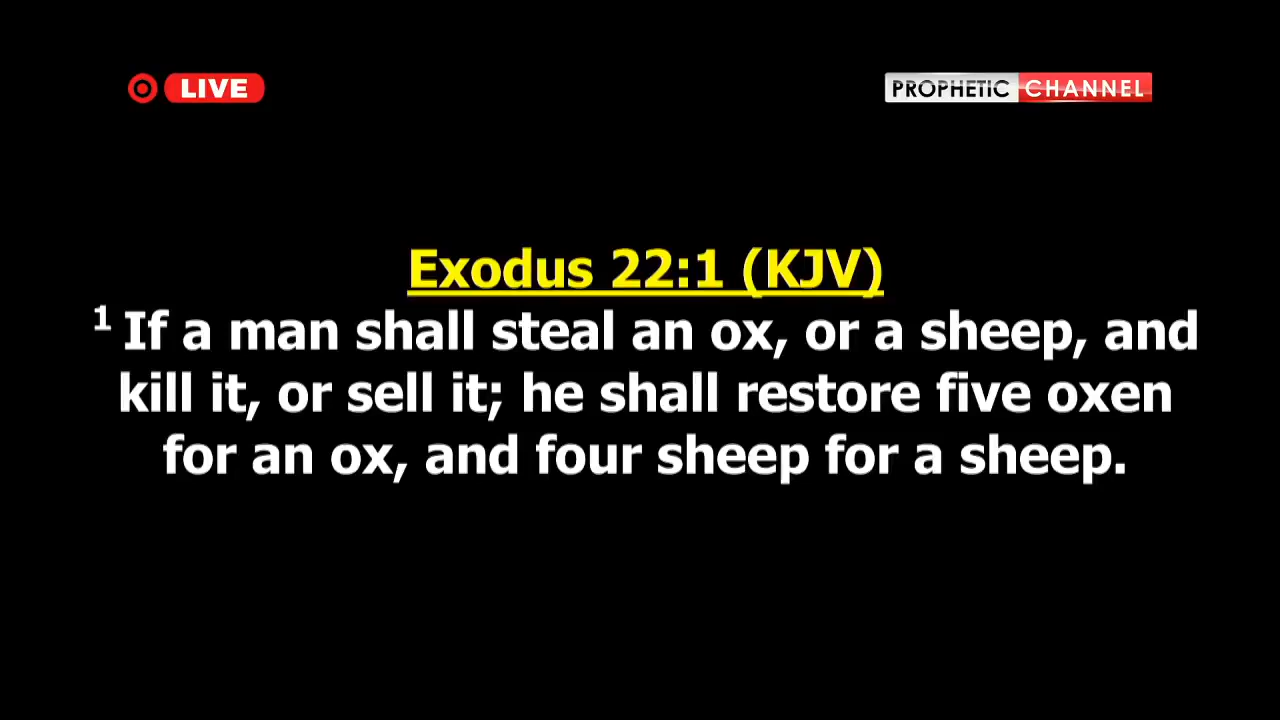 LIVE
PROPHETIC CHANNEL
Exodus 22:1 (KJV)
1 If a man shall steal an ox, or a sheep, and
kill it, or sell it; he shall restore five oxen
for an ox, and four sheep for a sheep.